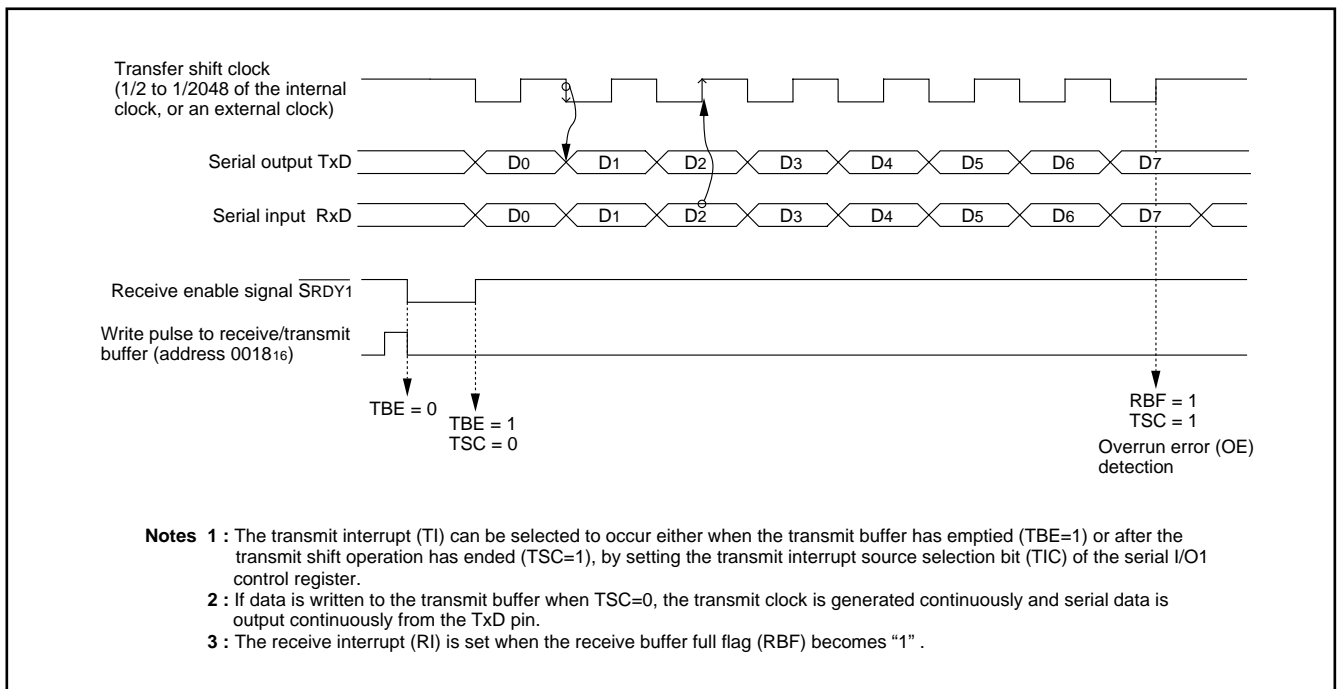 Transfer shift clock
(1/2 to 1/2048 of the internal
clock, or an external clock)
Serial output TxD
D0 D1 D2 D3 D4 D5 D6 D7
Serial input RxD
D0 D1 D2 D3 D4 D5 D6 D7
Receive enable signal SRDY1
Write pulse to receive/transmit
buffer (address 001816)
TBE = 0
TBE = 1
TSC = 0
RBF = 1
TSC = 1
Overrun error (OE)
detection
Notes 1 : The transmit interrupt (TI) can be selected to occur either when the transmit buffer has emptied (TBE=1) or after the
transmit shift operation has ended (TSC=1), by setting the transmit interrupt source selection bit (TIC) of the serial I/O1
control register.
2 : If data is written to the transmit buffer when TSC=0, the transmit clock is generated continuously and serial data is
output continuously from the TxD pin.
3 : The receive interrupt (RI) is set when the receive buffer full flag (RBF) becomes “1” .